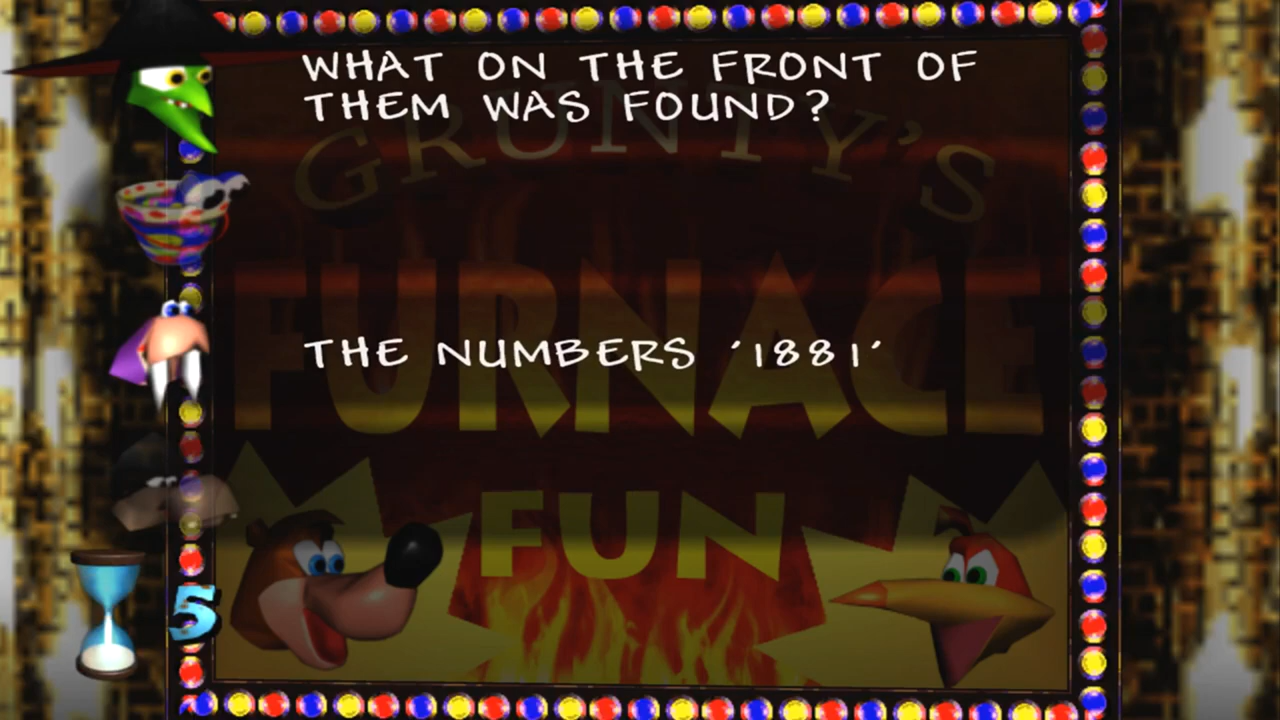 WHAT ON THE FRONT OF
THEM WAS FOUND?
GRUNTY'S
THE NUMBERS '1881'
FURNACE
FUN
5